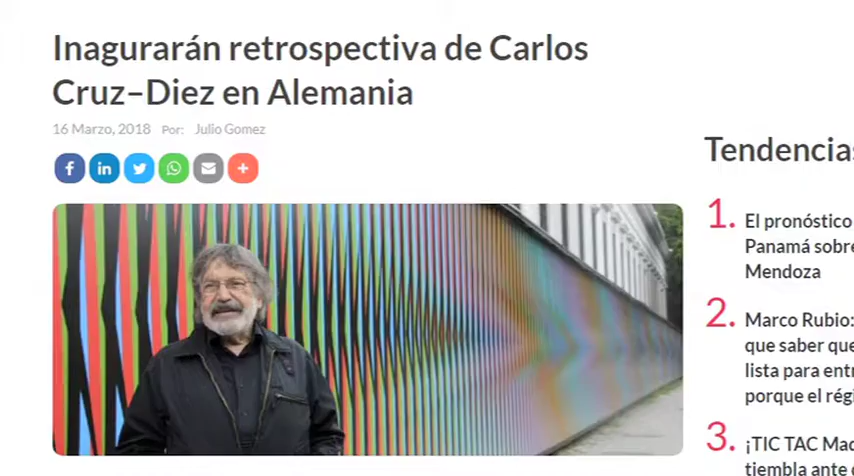 Inagurarán retrospectiva de Carlos
Cruz–Diez en Alemania
16 Marzo, 2018 Por: Julio Gomez
Tendencias
1. El pronóstico
Panamá sobre
Mendoza
2. Marco Rubio:
que saber que
lista para entr
porque el régi
3. ¡TIC TAC Mad
tiembla ante